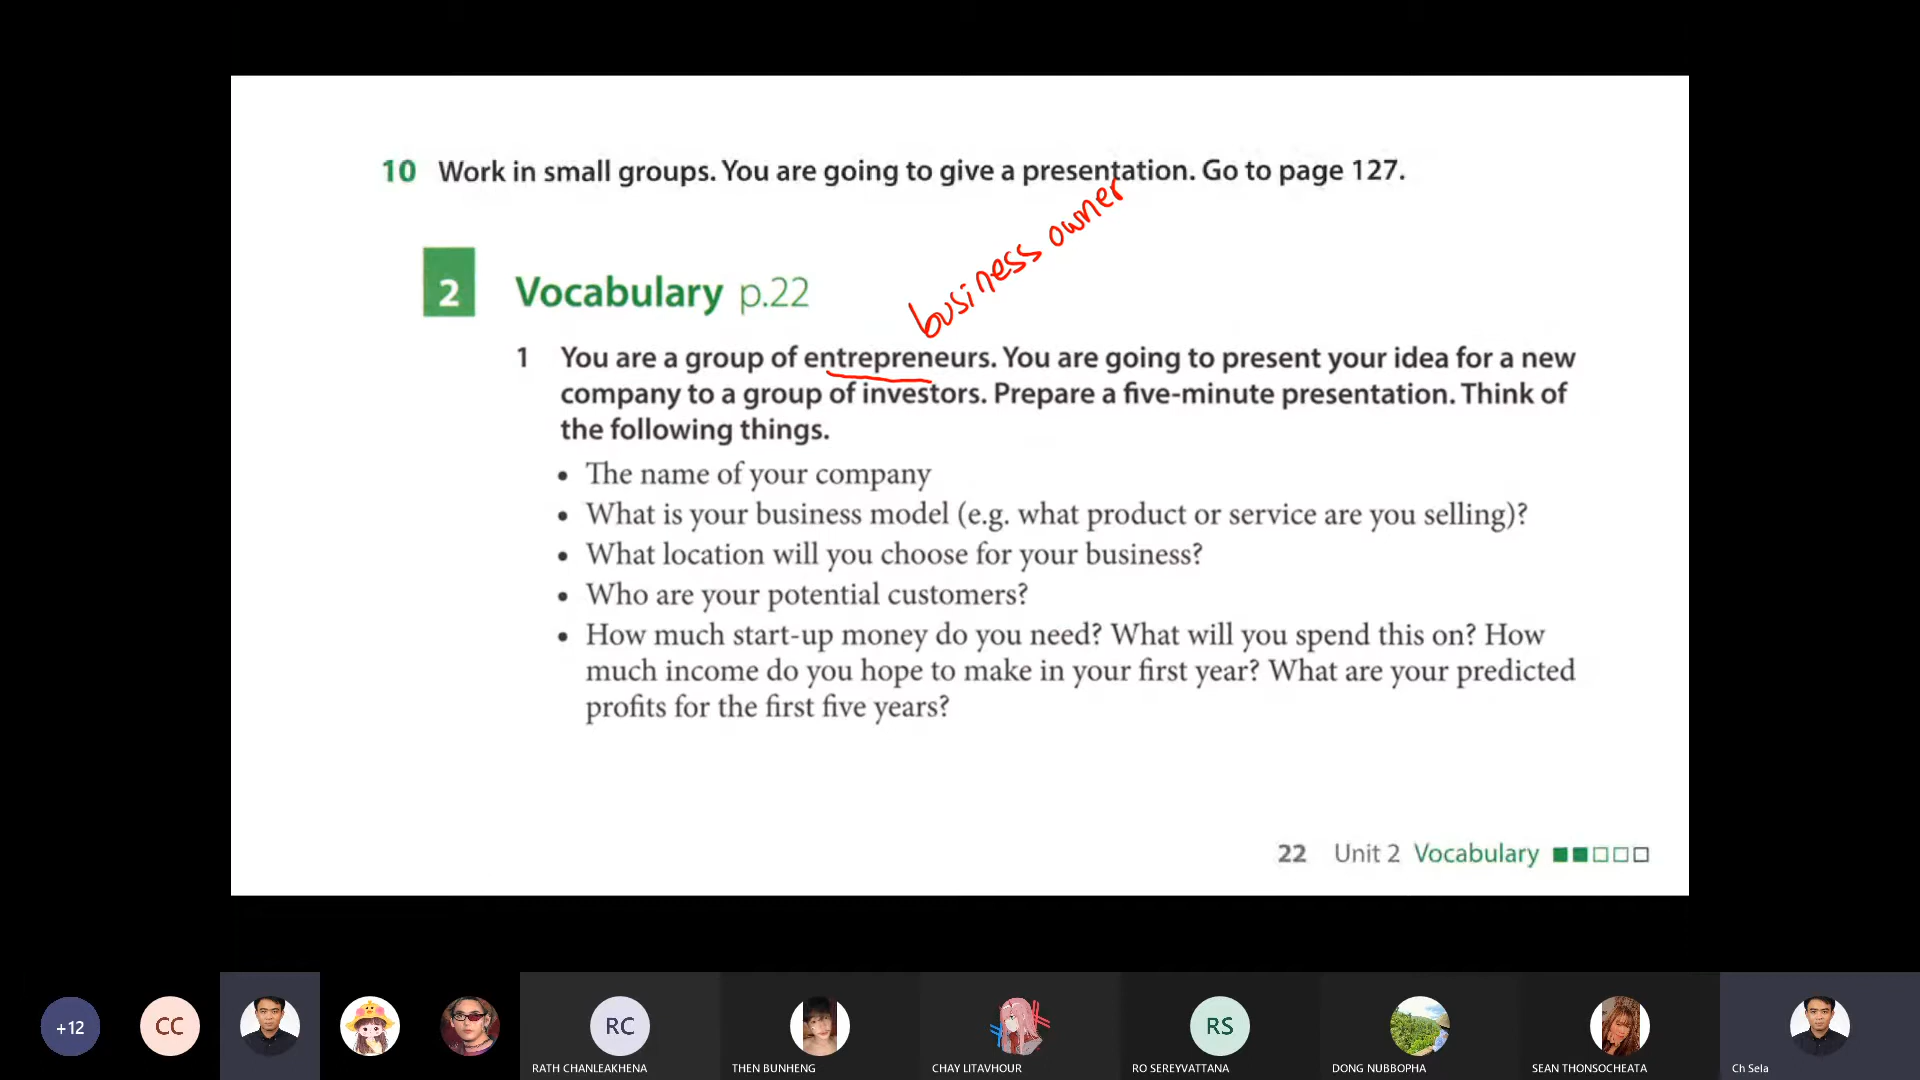 10 Work in small groups. You are going to give a presentation. Go to page 127.
business owner
2 Vocabulary p.22
1 You are a group of entrepreneurs. You are going to present your idea for a new
company to a group of investors. Prepare a five-minute presentation. Think of
the following things.
• The name of your company
• What is your business model (e.g. what product or service are you selling)?
• What location will you choose for your business?
• Who are your potential customers?
• How much start-up money do you need? What will you spend this on? How
much income do you hope to make in your first year? What are your predicted
profits for the first five years?
22 Unit 2 Vocabulary
+12 CC RC RS
RATH CHANLEAKHENA THEN BUNHENG CHAY LITAVHOUR RO SEREYVATTANA DONG NUBBOPHA SEAN THONSOCHEATA Ch Sela